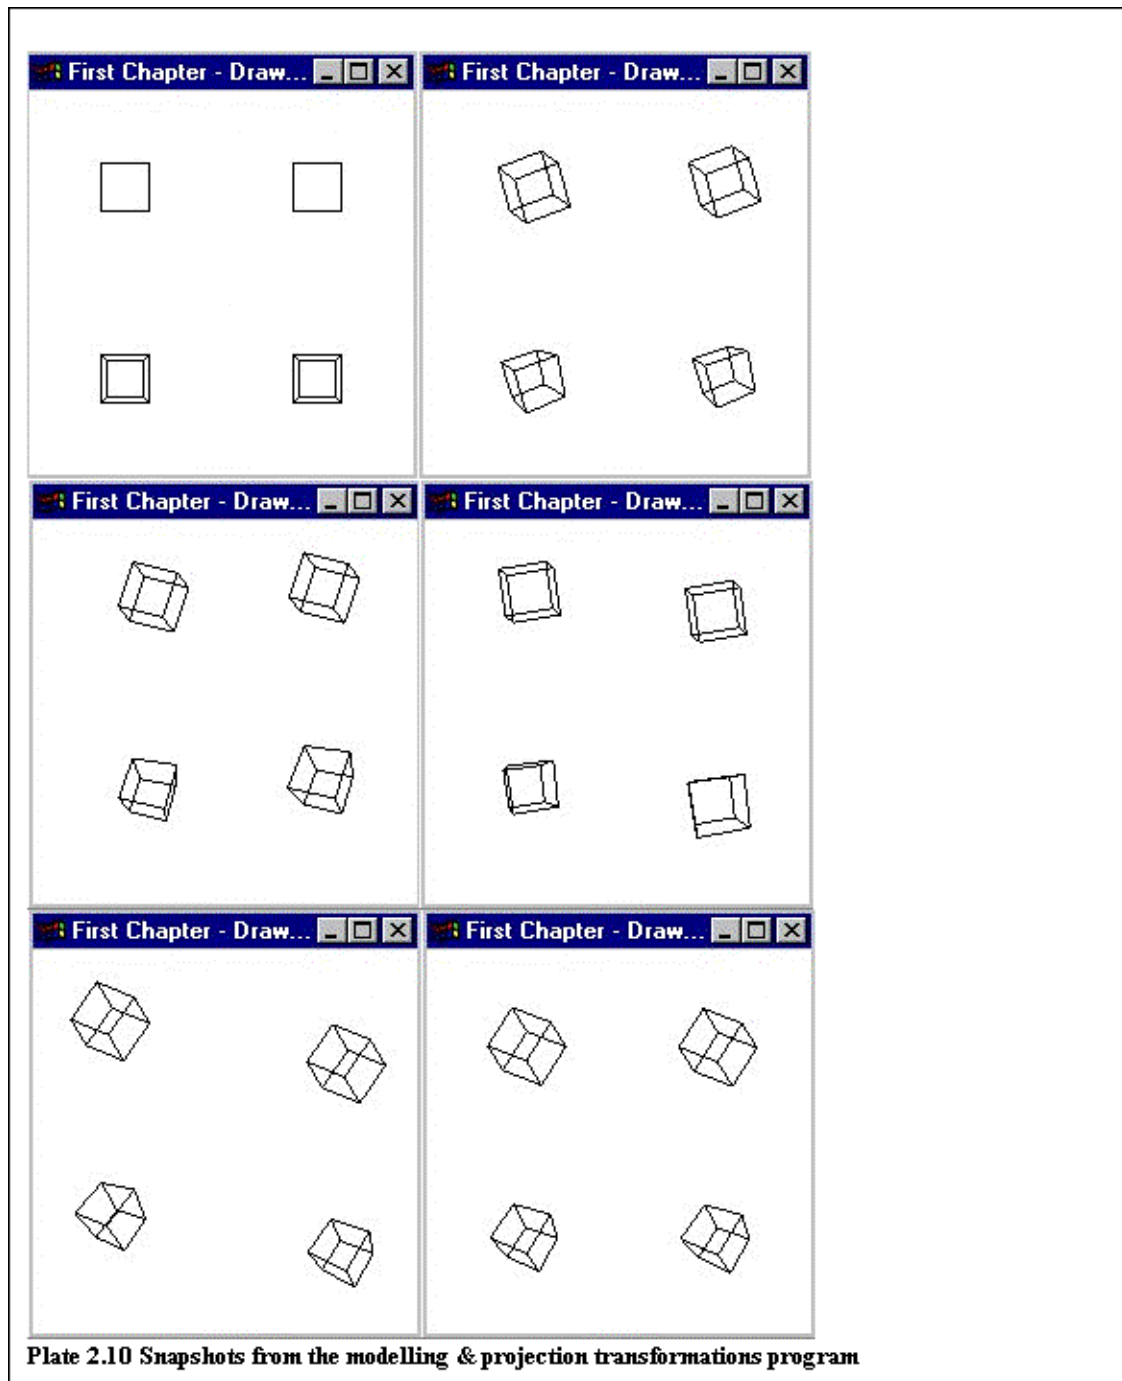 First Chapter - Draw...
First Chapter - Draw...
First Chapter - Draw...
First Chapter - Draw...
First Chapter - Draw...
First Chapter - Draw...
Plate 2.10 Snapshots from the modelling & projection transformations program